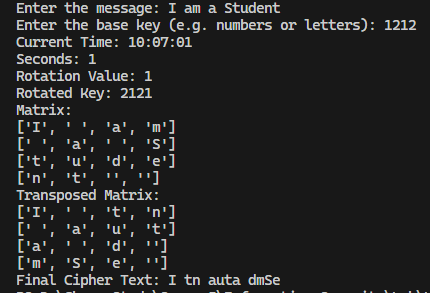 Enter the message: I am a Student
Enter the base key (e.g. numbers or letters): 1212
Current Time: 10:07:01
Seconds: 1
Rotation Value: 1
Rotated Key: 2121
Matrix:
['I', ' ', 'a', 'm']
[' ', 'a', ' ', 'S']
['t', 'u', 'd', 'e']
['n', 't', '', '']
Transposed Matrix:
['I', ' ', 't', 'n']
[' ', 'a', 'u', 't']
['a', ' ', 'd', '']
['m', 'S', 'e', '']
Final Cipher Text: I tn auta dmSe